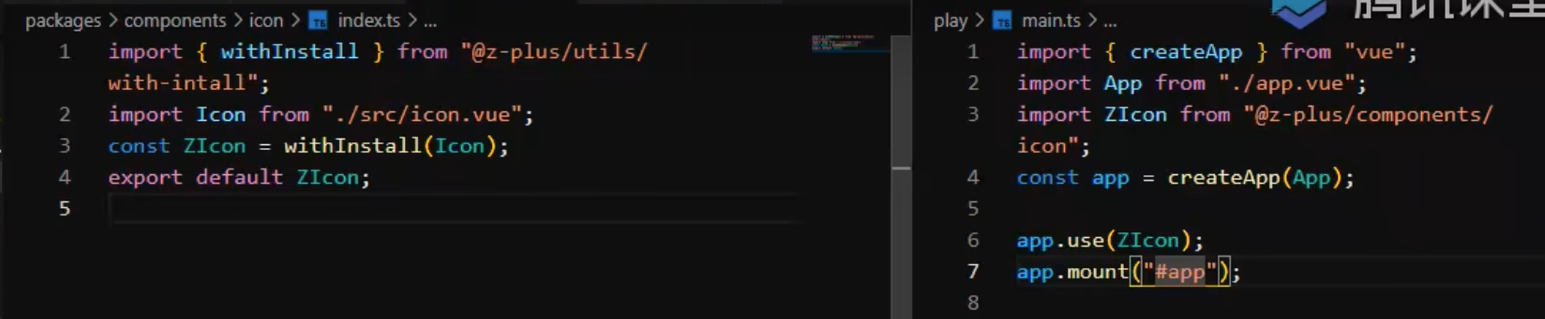 packages > components > icon > TS index.ts > ...
1 import { withInstall } from "@z-plus/utils/
with-intall";
2 import Icon from "./src/icon.vue";
3 const ZIcon = withInstall(Icon);
4 export default ZIcon;
5
play > TS main.ts > ...
腾讯课堂
1 import { createApp } from "vue";
2 import App from "./app.vue";
3 import ZIcon from "@z-plus/components/
icon";
4 const app = createApp(App);
5
6 app.use(ZIcon);
7 app.mount("#app");
8